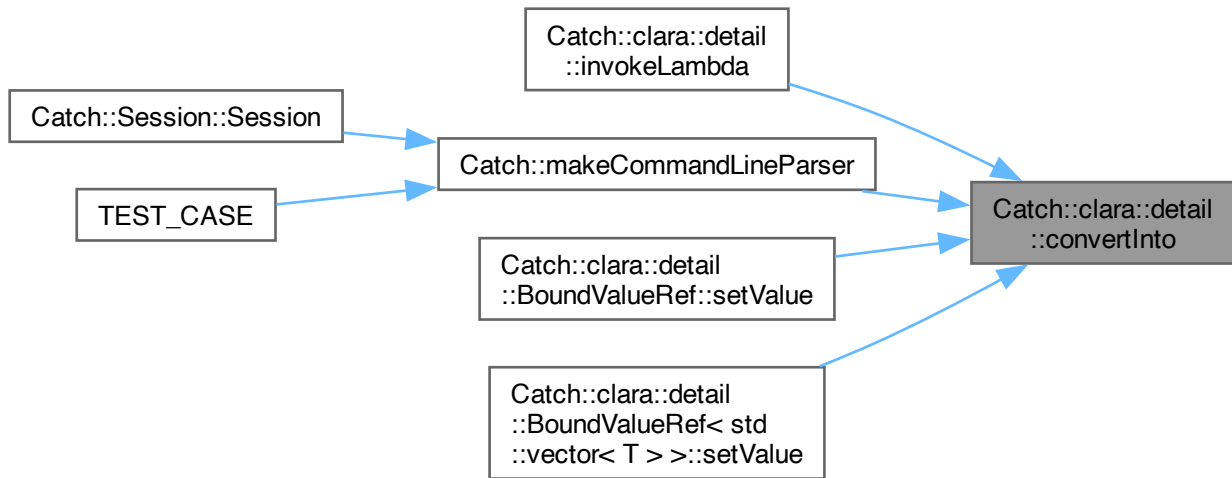 Catch::clara::detail
::invokeLambda
Catch::Session::Session
Catch::makeCommandLineParser
TEST_CASE
Catch::clara::detail
::convertInto
Catch::clara::detail
::BoundValueRef::setValue
Catch::clara::detail
::BoundValueRef< std
::vector< T > >::setValue